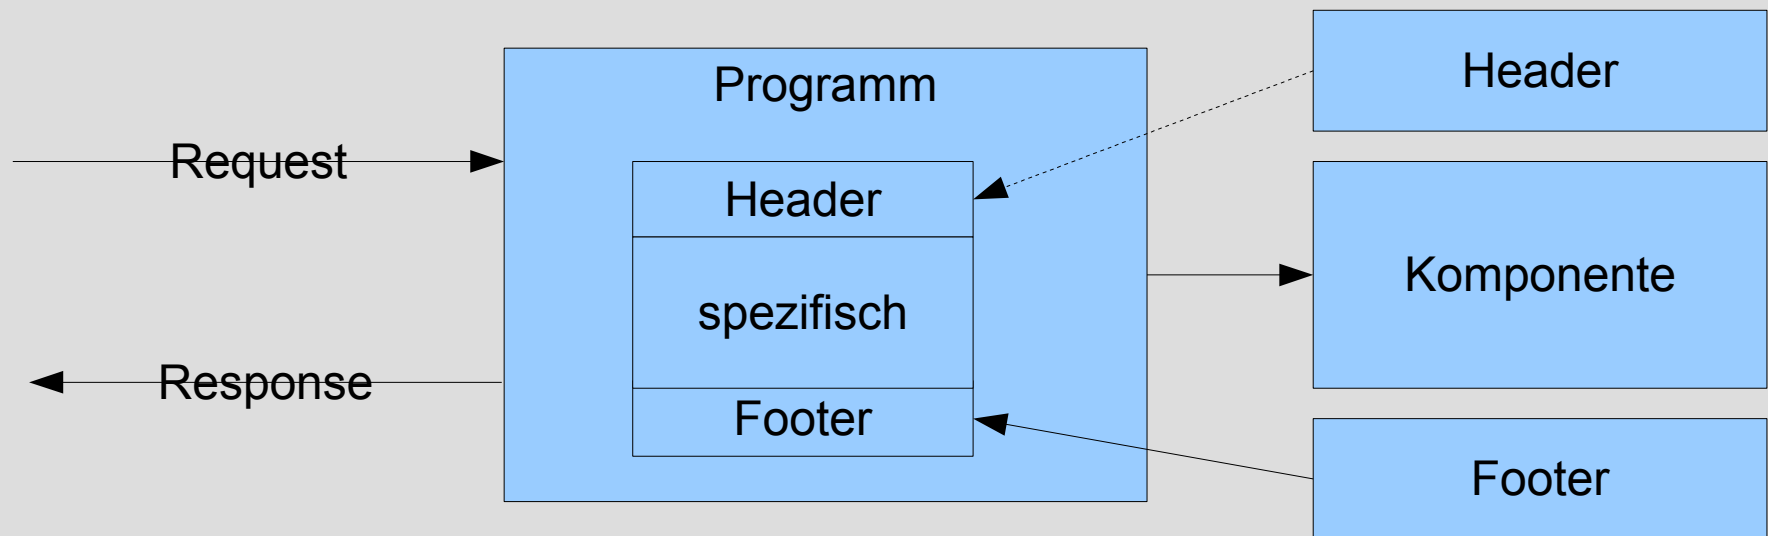 Programm
Request
Header
spezifisch
Response
Footer
Header
Komponente
Footer